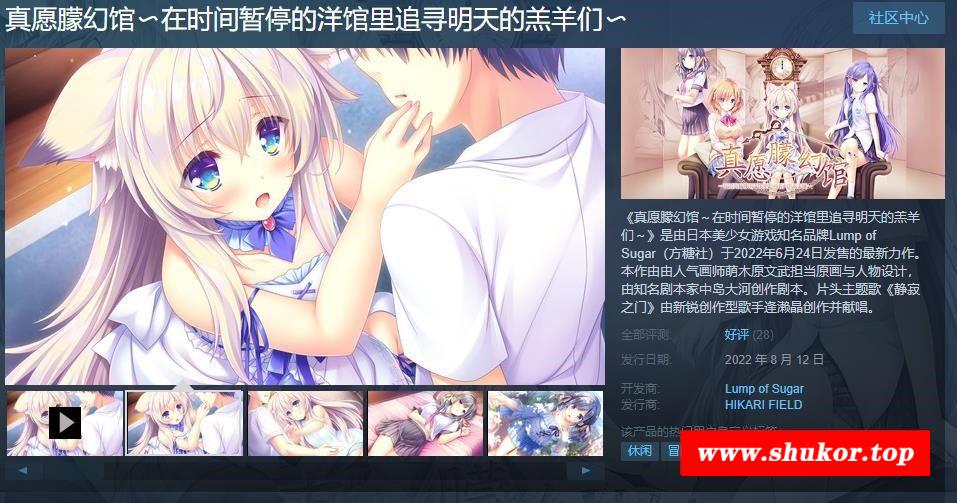 真愿朦幻馆～在时间暂停的洋馆里追寻明天的羔羊们～
社区中心
真愿朦幻馆
《真愿朦幻馆～在时间暂停的洋馆里追寻明天的羔羊
们～》是由日本美少女游戏知名品牌Lump of
Sugar（方糖社）于2022年6月24日发售的最新力作。
本作由由人气画师萌木原文武担当原画与人物设计，
由知名剧本家中岛大河创作剧本。片头主题歌《静寂
之门》由新锐创作型歌手逢濑晶创作并献唱。
全部评测: 好评 (28)
发行日期: 2022 年 8 月 12 日
开发商: Lump of Sugar
发行商: HIKARI FIELD
该产品的热门用户自定义标签:
休闲 冒
www.shukor.top